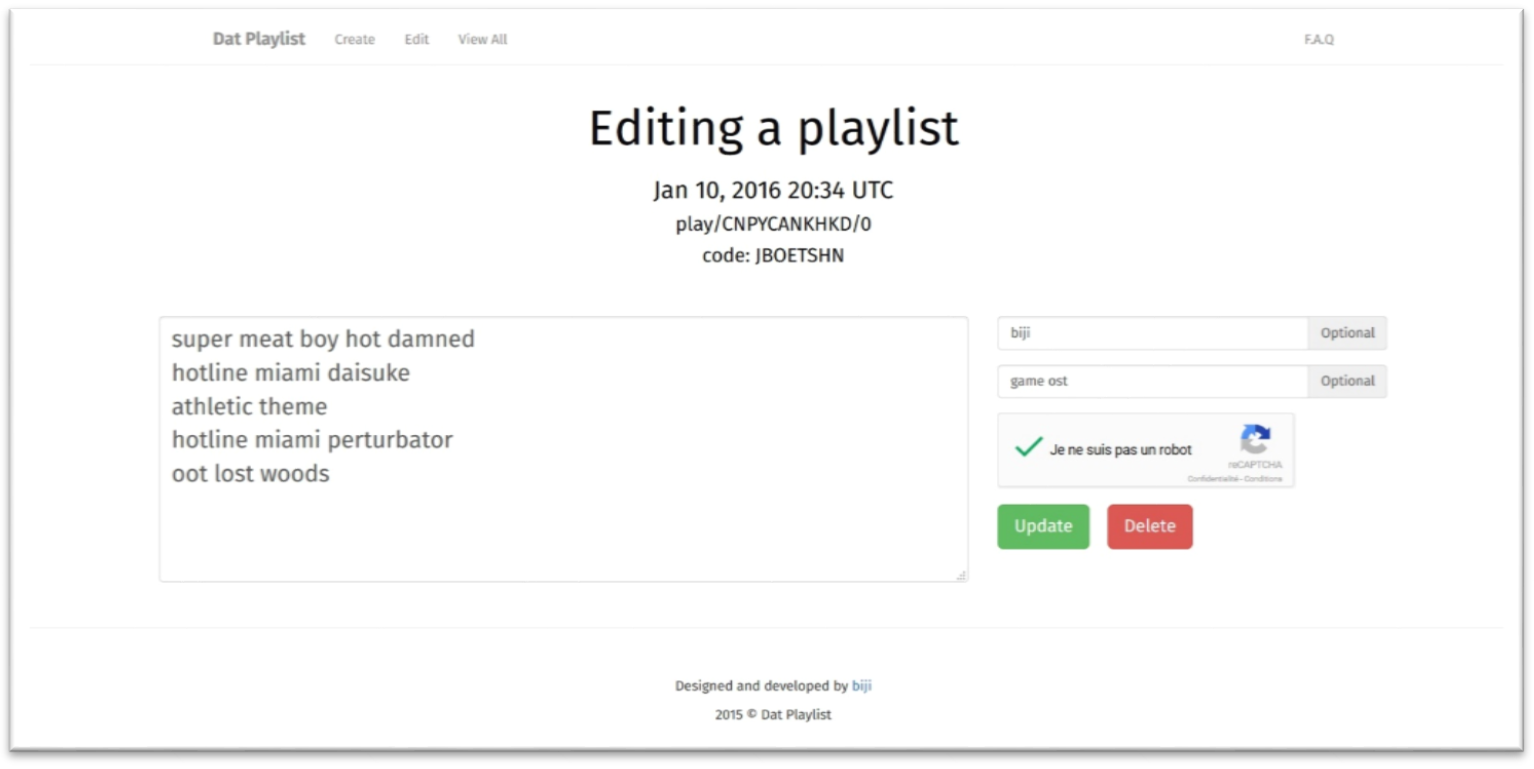 Dat Playlist Create Edit View All F.A.Q
Editing a playlist
Jan 10, 2016 20:34 UTC
play/CNPYCANKHKD/0
code: JBOETSHN
super meat boy hot damned
hotline miami daisuke
athletic theme
hotline miami perturbator
oot lost woods
biji Optional
game ost Optional
Je ne suis pas un robot
reCAPTCHA
Confidentialité - Conditions
Update Delete
Designed and developed by biji
2015 © Dat Playlist